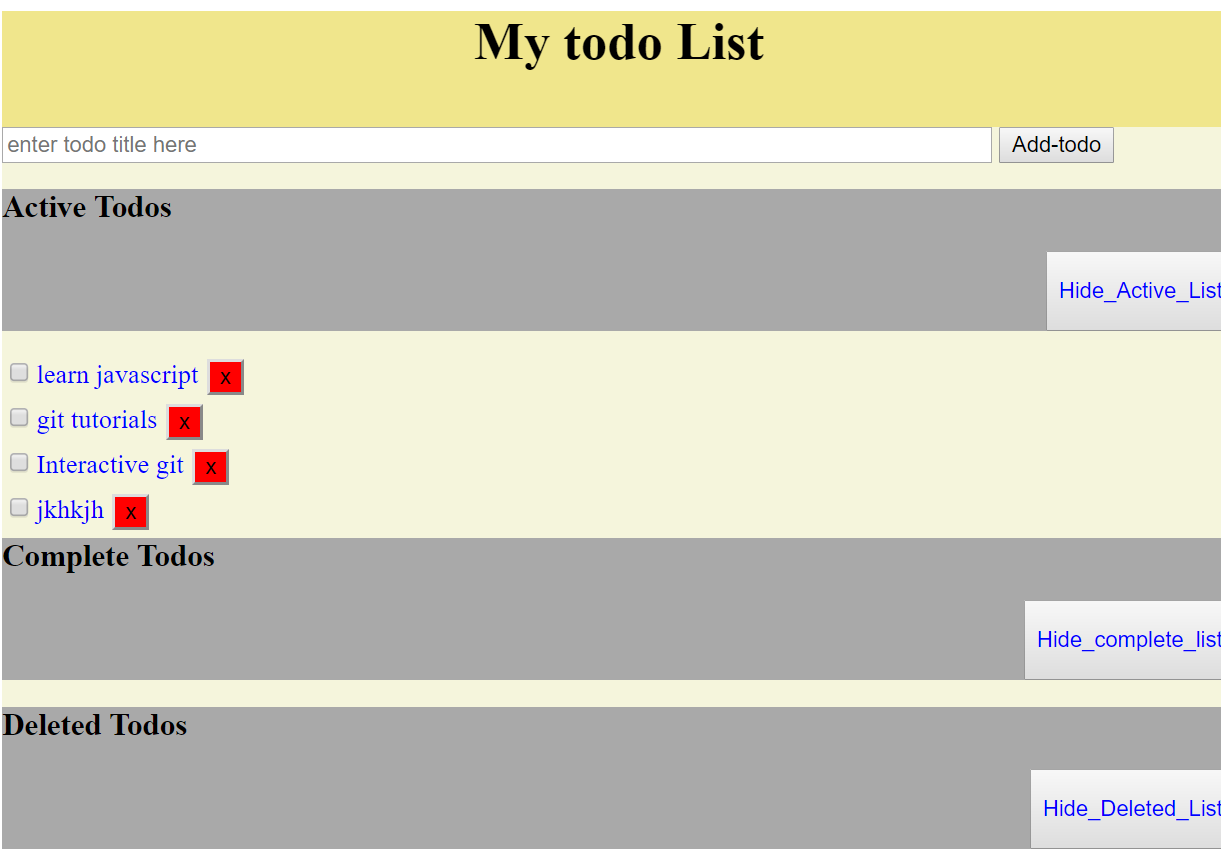 My todo List
enter todo title here Add-todo
Active Todos
Hide_Active_List
learn javascript x
git tutorials x
Interactive git x
jkhkjh x
Complete Todos
Hide_complete_list
Deleted Todos
Hide_Deleted_List